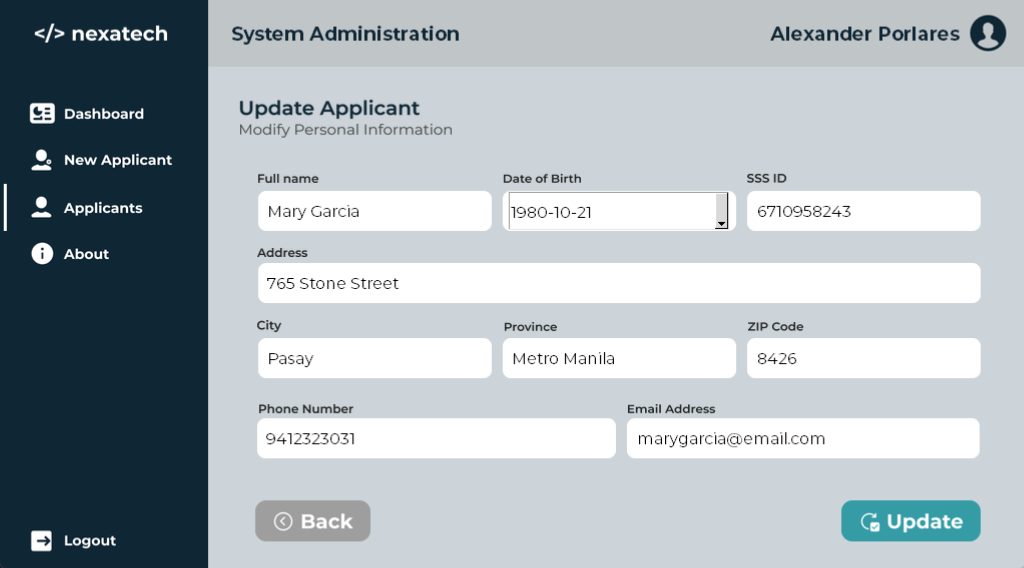 </> nexatech
System Administration
Alexander Porlares
Dashboard
New Applicant
Applicants
About
Logout
Update Applicant
Modify Personal Information
Full name
Date of Birth
SSS ID
Mary Garcia
1980-10-21
6710958243
Address
765 Stone Street
City
Province
ZIP Code
Pasay
Metro Manila
8426
Phone Number
Email Address
9412323031
marygarcia@email.com
Back
Update